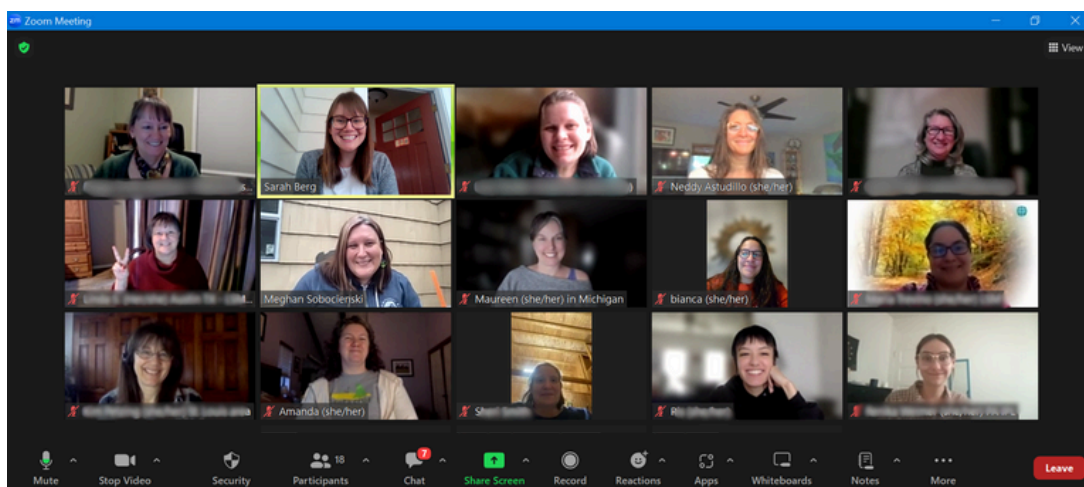 zm Zoom Meeting
View
Sarah Berg
Neddy Astudillo (she/her)
Meghan Sobocienski
Maureen (she/her) in Michigan
bianca (she/her)
Amanda (she/her)
18
7
Mute
Stop Video
Security
Participants
Chat
Share Screen
Record
Reactions
Apps
Whiteboards
Notes
More
Leave